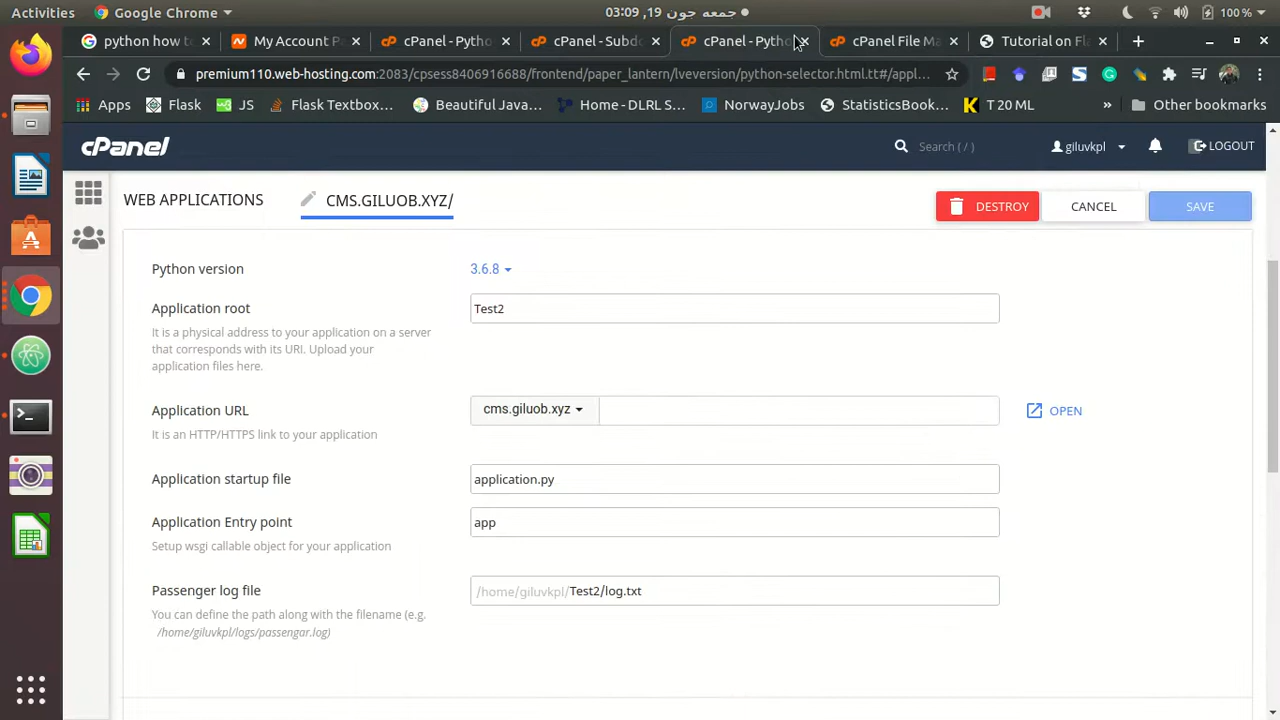 Activities
Google Chrome
03:09 ,19 جمعه جون
100 %
python how t
My Account P
cPanel - Pytho
cPanel - Subd
cPanel - Pytho
cPanel File Ma
Tutorial on Fl
premium110.web-hosting.com:2083/cpsess8406916688/frontend/paper_lantern/lveversion/python-selector.html.tt#/appl...
Apps
Flask
JS
Flask Textbox...
Beautiful Java...
Home - DLRL S...
NorwayJobs
StatisticsBook...
T 20 ML
»
Other bookmarks
cPanel
Search ( / )
giluvkpl
LOGOUT
WEB APPLICATIONS
CMS.GILUOB.XYZ/
DESTROY
CANCEL
SAVE
Python version
3.6.8
Application root
Test2
It is a physical address to your application on a server
that corresponds with its URI. Upload your
application files here.
Application URL
cms.giluob.xyz
OPEN
It is an HTTP/HTTPS link to your application
Application startup file
application.py
Application Entry point
app
Setup wsgi callable object for your application
Passenger log file
/home/giluvkpl/Test2/log.txt
You can define the path along with the filename (e.g.
/home/giluvkpl/logs/passengar.log)